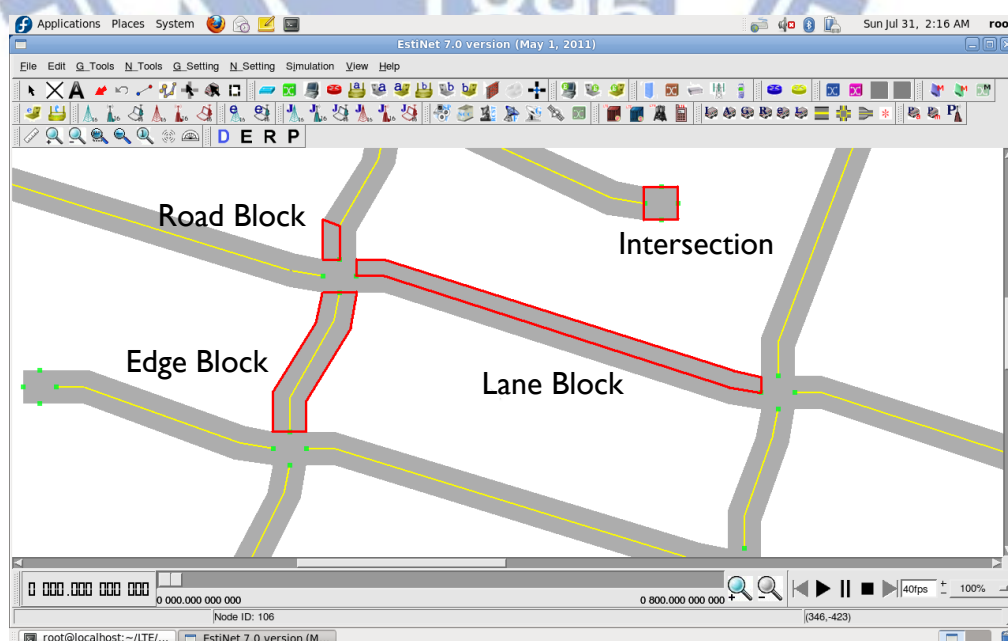 Applications Places System Sun Jul 31, 2:16 AM roo
EstiNet 7.0 version (May 1, 2011)
File Edit G_Tools N_Tools G_Setting N_Setting Simulation View Help
D E R P
Road Block
Intersection
Edge Block
Lane Block
0 000.000 000 000
0 000.000 000 000
0 800.000 000 000
40fps
100%
Node ID: 106
(346,-423)
root@localhost:~/LTE/...
EstiNet 7.0 version (M...